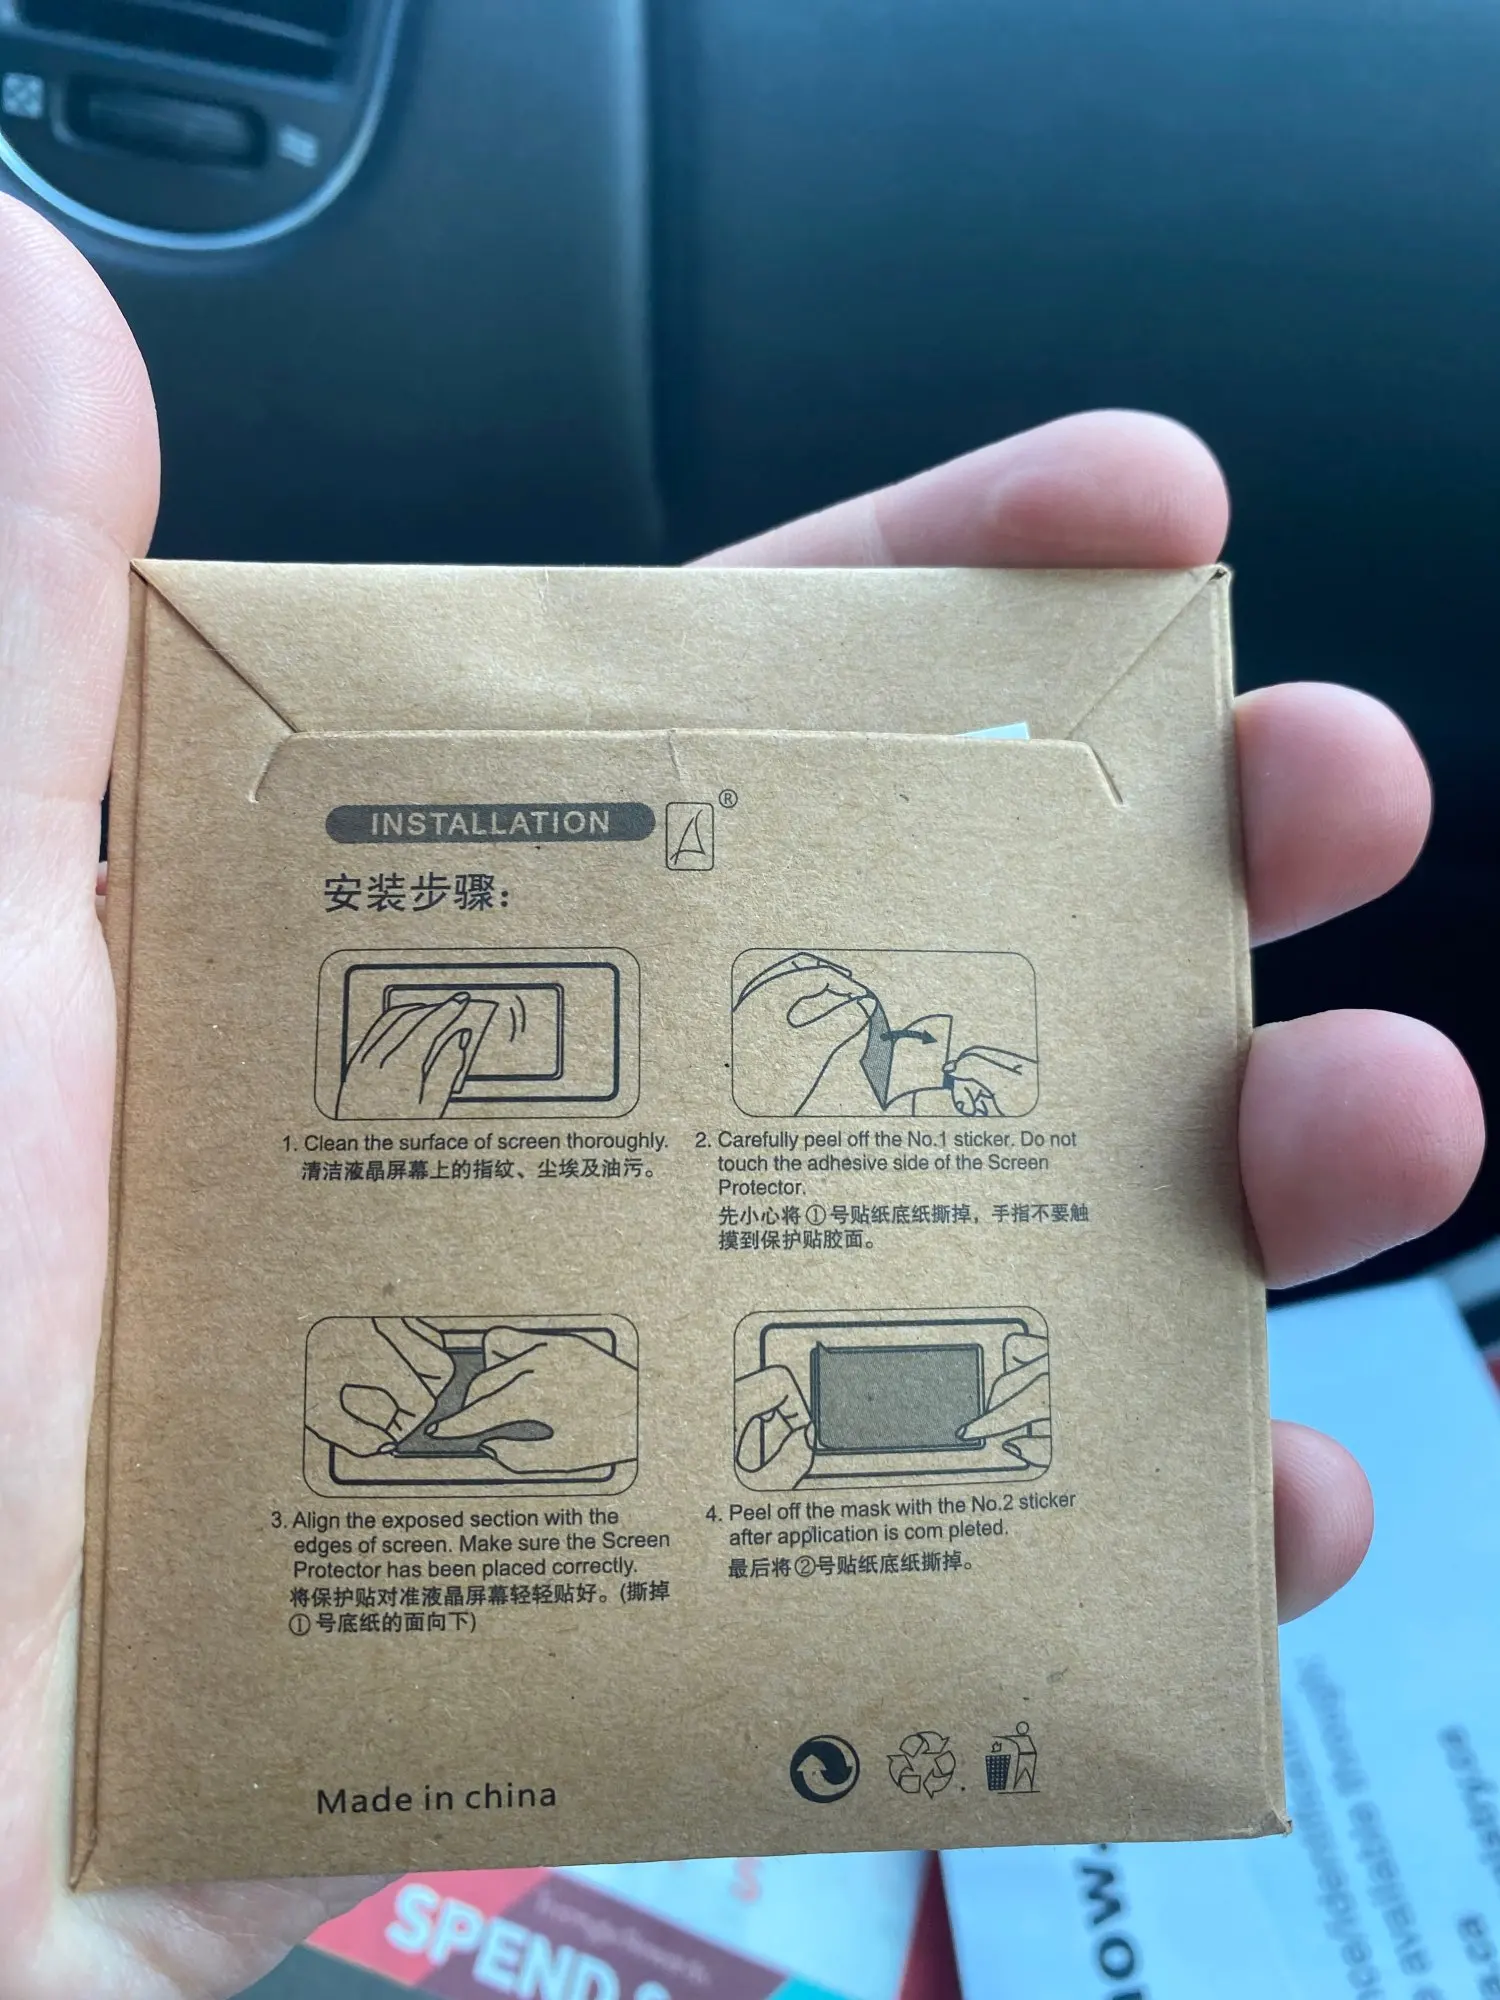 INSTALLATION
®
安装步骤:
1. Clean the surface of screen thoroughly.
清洁液晶屏幕上的指纹、尘埃及油污。
2. Carefully peel off the No.1 sticker. Do not
touch the adhesive side of the Screen
Protector.
先小心将①号贴纸底纸撕掉，手指不要触
摸到保护贴胶面。
3. Align the exposed section with the
edges of screen. Make sure the Screen
Protector has been placed correctly.
将保护贴对准液晶屏幕轻轻贴好。(撕掉
①号底纸的面向下)
4. Peel off the mask with the No.2 sticker
after application is com pleted.
最后将②号贴纸底纸撕掉。
Made in china
SPEND
available through